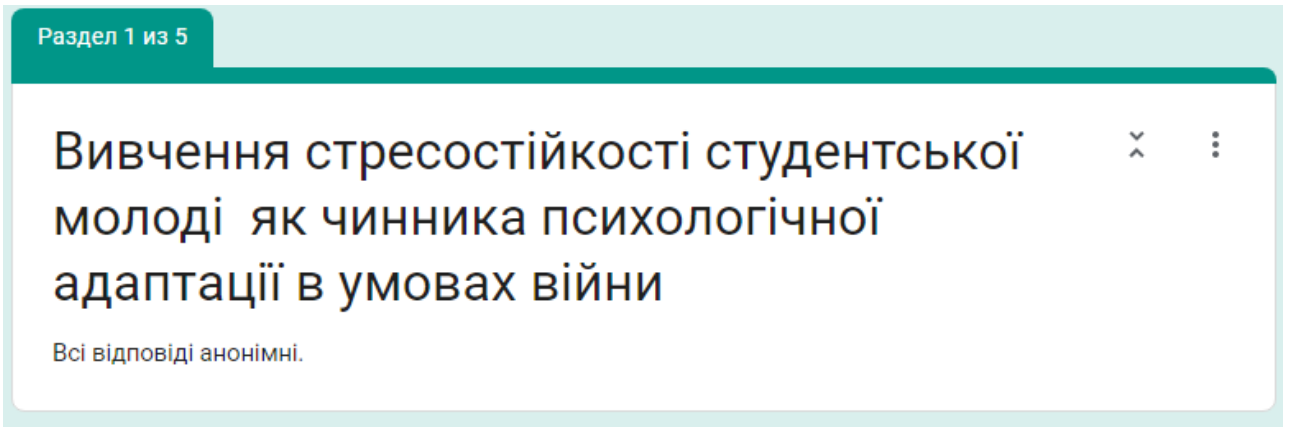 Раздел 1 из 5
Вивчення стресостійкості студентської
молоді  як чинника психологічної
адаптації в умовах війни
Всі відповіді анонімні.